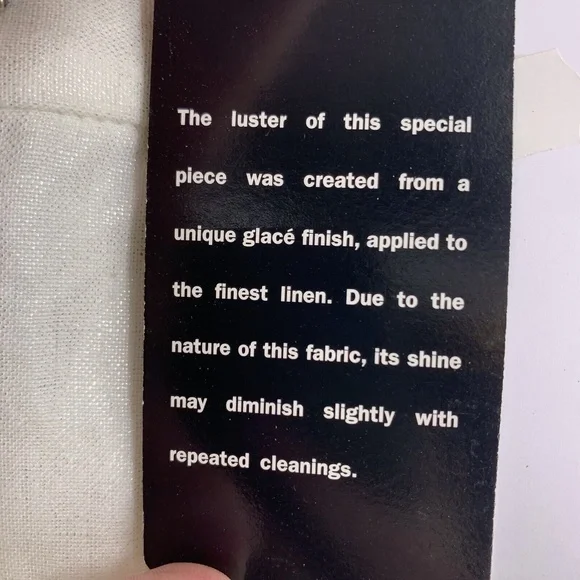 The luster of this special
piece was created from a
unique glacé finish, applied to
the finest linen. Due to the
nature of this fabric, its shine
may diminish slightly with
repeated cleanings.